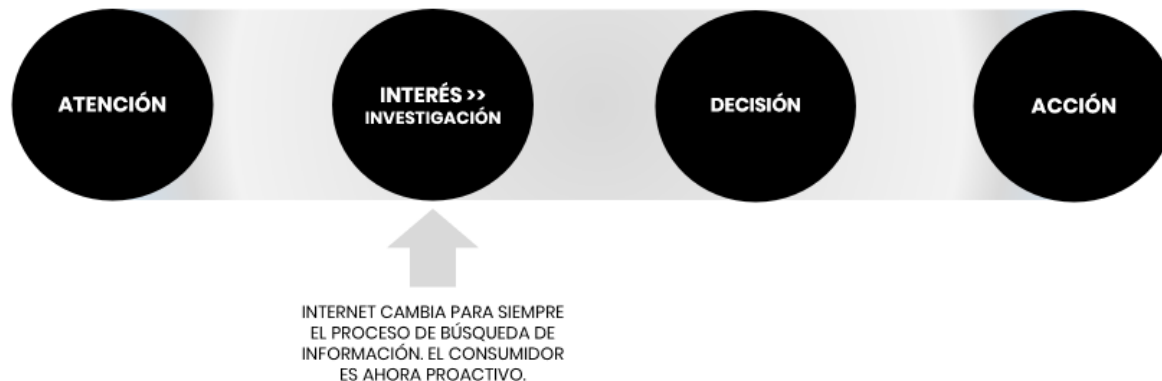 ATENCIÓN
INTERÉS >>
INVESTIGACIÓN
DECISIÓN
ACCIÓN
INTERNET CAMBIA PARA SIEMPRE
EL PROCESO DE BÚSQUEDA DE
INFORMACIÓN. EL CONSUMIDOR
ES AHORA PROACTIVO.